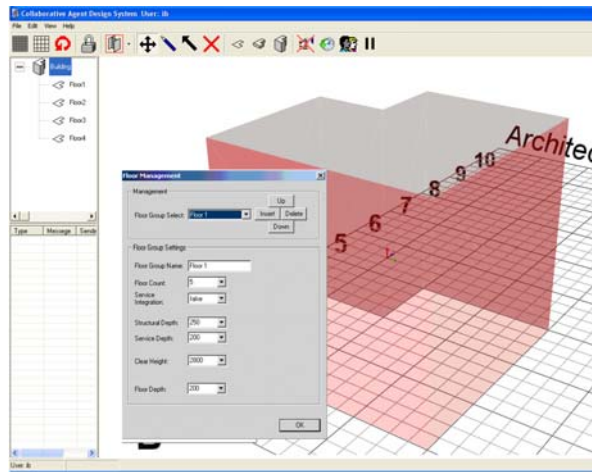 Collaborative Agent Design System User: ib
File Edit View Help
Building
Floor1
Floor2
Floor3
Floor4
Type Message Sende
Architec
5 6 7 8 9 10
Floor Management
Management
Floor Group Select: Floor 1
Up
Insert Delete
Down
Floor Group Settings
Floor Group Name: Floor 1
Floor Count: 5
Service Integration: false
Structural Depth: 250
Service Depth: 200
Clear Height: 2800
Floor Depth: 200
OK
User: ib